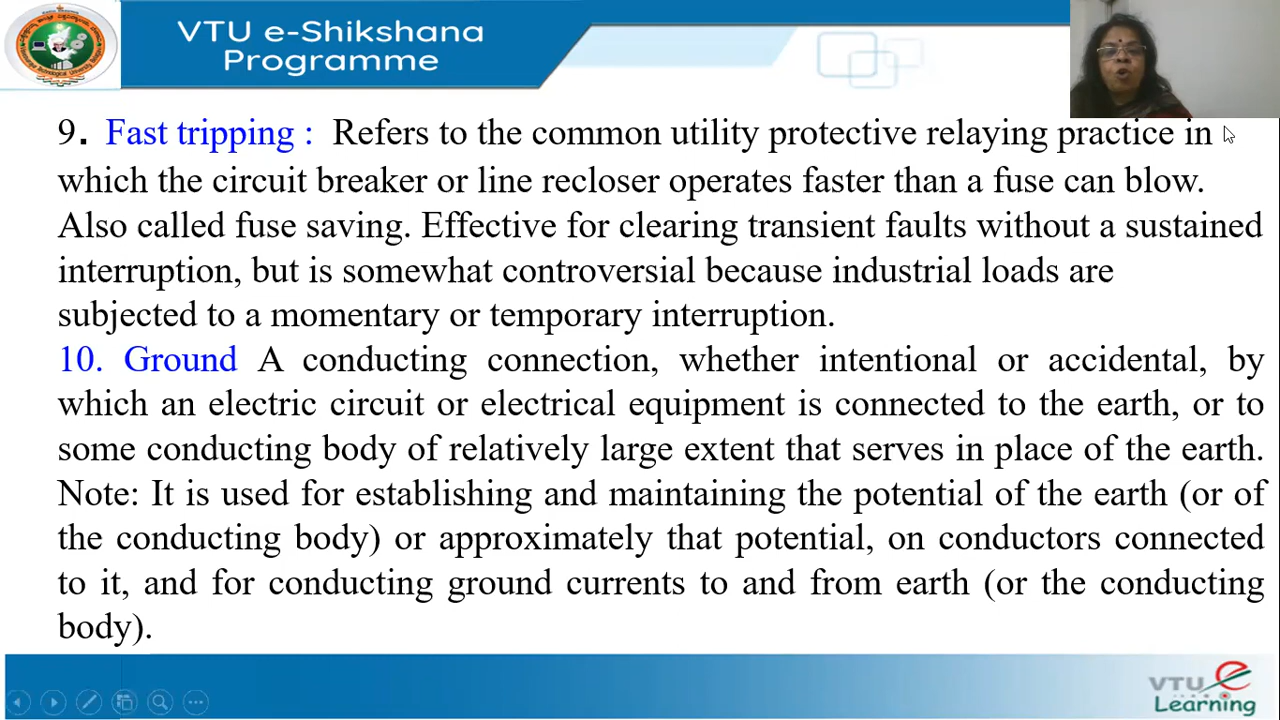 VTU e-Shikshana
Programme
9. Fast tripping : Refers to the common utility protective relaying practice in
which the circuit breaker or line recloser operates faster than a fuse can blow.
Also called fuse saving. Effective for clearing transient faults without a sustained
interruption, but is somewhat controversial because industrial loads are
subjected to a momentary or temporary interruption.
10. Ground A conducting connection, whether intentional or accidental, by
which an electric circuit or electrical equipment is connected to the earth, or to
some conducting body of relatively large extent that serves in place of the earth.
Note: It is used for establishing and maintaining the potential of the earth (or of
the conducting body) or approximately that potential, on conductors connected
to it, and for conducting ground currents to and from earth (or the conducting
body).
VTU e
Learning